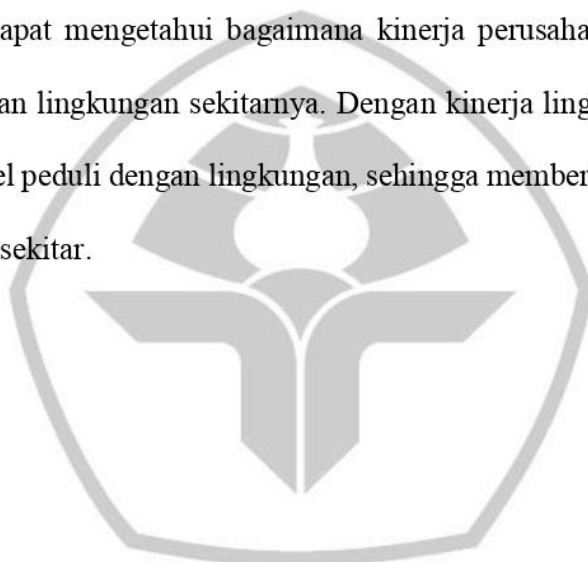 apat mengetahui bagaimana kinerja perusaha
an lingkungan sekitarnya. Dengan kinerja ling
el peduli dengan lingkungan, sehingga member
sekitar.